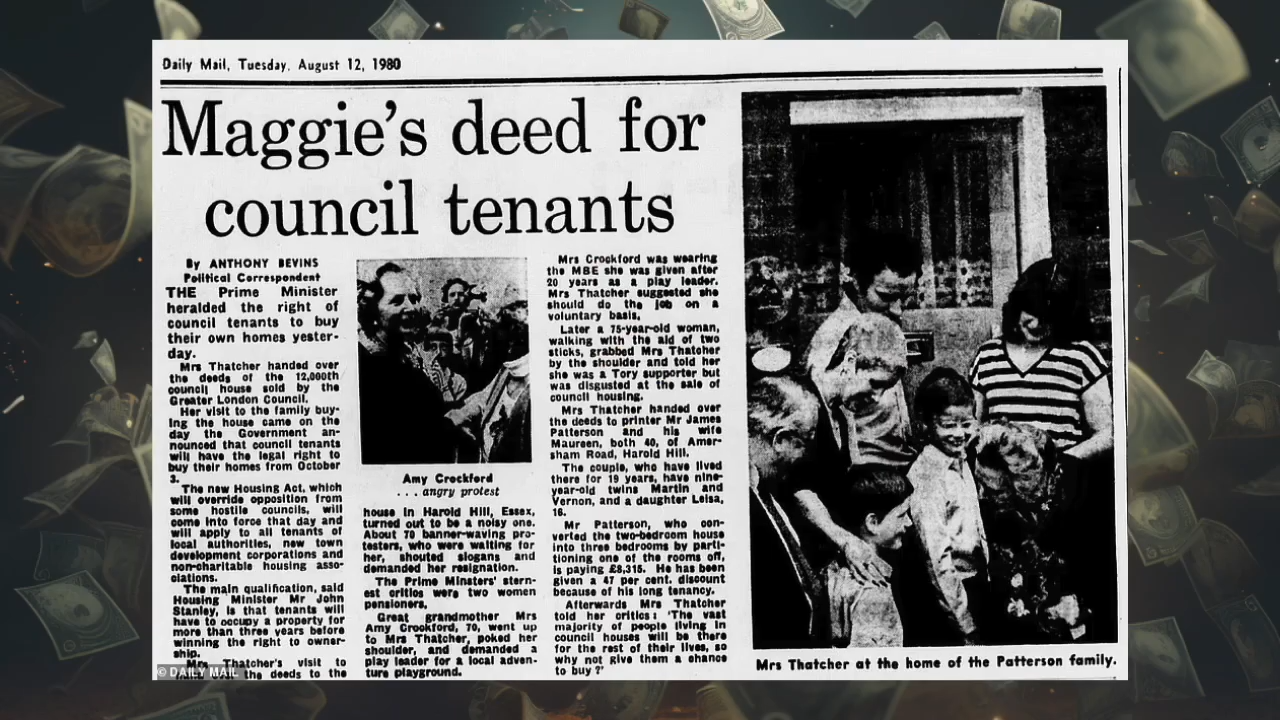 Daily Mail, Tuesday, August 12, 1980
Maggie's deed for
council tenants
By ANTHONY BEVINS
Political Correspondent
THE Prime Minister
heralded the right of
council tenants to buy
their own homes yester-
day.
Mrs Thatcher handed over
the deeds of the 12,000th
council house sold by the
Greater London Council.
Her visit to the family buy-
ing the house came on the
day the Government an-
nounced that council tenants
will have the legal right to
buy their homes from October
3.
The new Housing Act, which
will override opposition from
some hostile councils, will
come into force that day and
will apply to all tenants of
local authorities, new town
development corporations and
non-charitable housing asso-
ciations.
The main qualification, said
Housing Minister Mr John
Stanley, is that tenants will
have to occupy a property for
more than three years before
winning the right to owner-
ship.
Mrs Thatcher's visit to
the deeds to the
© DAILY MAIL
Amy Crockford
. . . angry protest
house in Harold Hill, Essex,
turned out to be a noisy one.
About 70 banner-waving pro-
testers, who were waiting for
her, shouted slogans and
demanded her resignation.
The Prime Minsters' stern-
est critics were two women
pensioners.
Great grandmother Mrs
Amy Crockford, 70, went up
to Mrs Thatcher, poked her
shoulder, and demanded a
play leader for a local adven-
ture playground.
Mrs Crockford was wearing
the MBE she was given after
20 years as a play leader.
Mrs Thatcher suggested she
should do the job on a
voluntary basis.
Later a 75-year-old woman,
walking with the aid of two
sticks, grabbed Mrs Thatcher
by the shoulder and told her
she was a Tory supporter but
was disgusted at the sale of
council housing.
Mrs Thatcher handed over
the deeds to printer Mr James
Patterson and his wife
Maureen, both 40, of Amer-
sham Road, Harold Hill.
The couple, who have lived
there for 19 years, have nine-
year-old twins Martin and
Vernon, and a daughter Leisa,
16.
Mr Patterson, who con-
verted the two-bedroom house
into three bedrooms by parti-
tioning one of the rooms off,
is paying £8,315. He has been
given a 47 per cent. discount
because of his long tenancy.
Afterwards Mrs Thatcher
told her critics: 'The vast
majority of people living in
council houses will be there
for the rest of their lives, so
why not give them a chance
to buy?'
Mrs Thatcher at the home of the Patterson family.